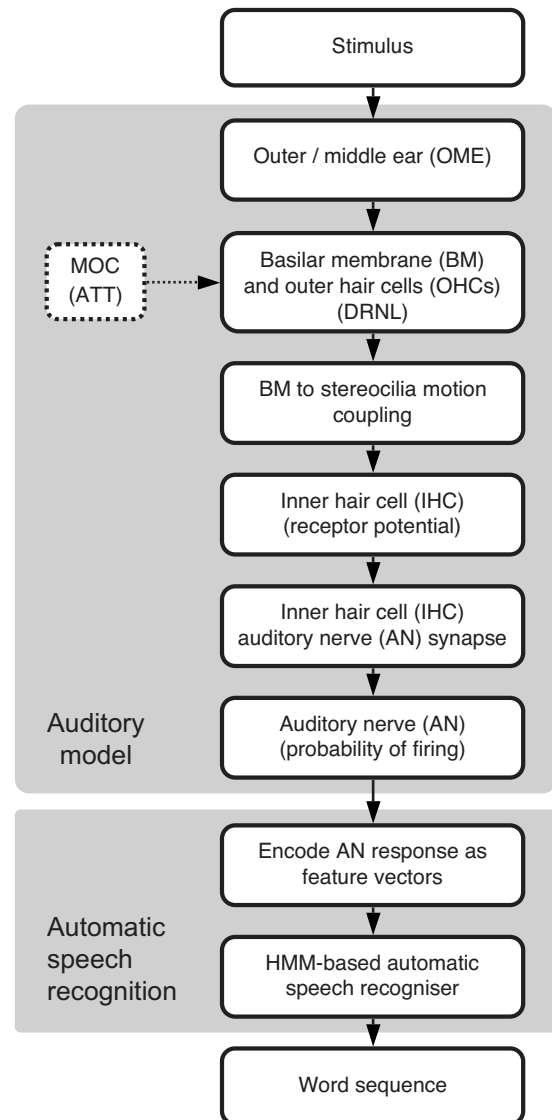 Stimulus
Outer / middle ear (OME)
MOC
(ATT)
Basilar membrane (BM)
and outer hair cells (OHCs)
(DRNL)
BM to stereocilia motion
coupling
Inner hair cell (IHC)
(receptor potential)
Inner hair cell (IHC)
auditory nerve (AN) synapse
Auditory nerve (AN)
(probability of firing)
Auditory
model
Encode AN response as
feature vectors
Automatic
speech
recognition
HMM-based automatic
speech recogniser
Word sequence